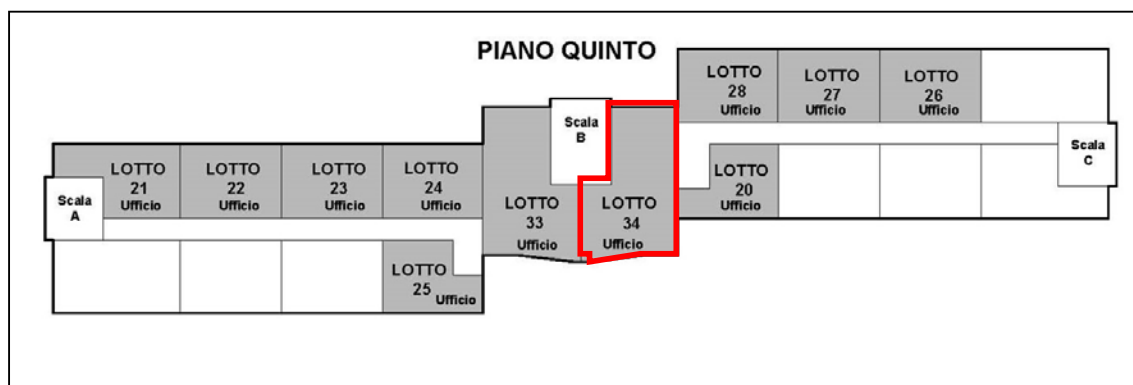 PIANO QUINTO
LOTTO
28
Ufficio
LOTTO
27
Ufficio
LOTTO
26
Ufficio
Scala
B
Scala
C
LOTTO
21
Ufficio
LOTTO
22
Ufficio
LOTTO
23
Ufficio
LOTTO
24
Ufficio
LOTTO
20
Ufficio
Scala
A
LOTTO
33
Ufficio
LOTTO
34
Ufficio
LOTTO
25
Ufficio